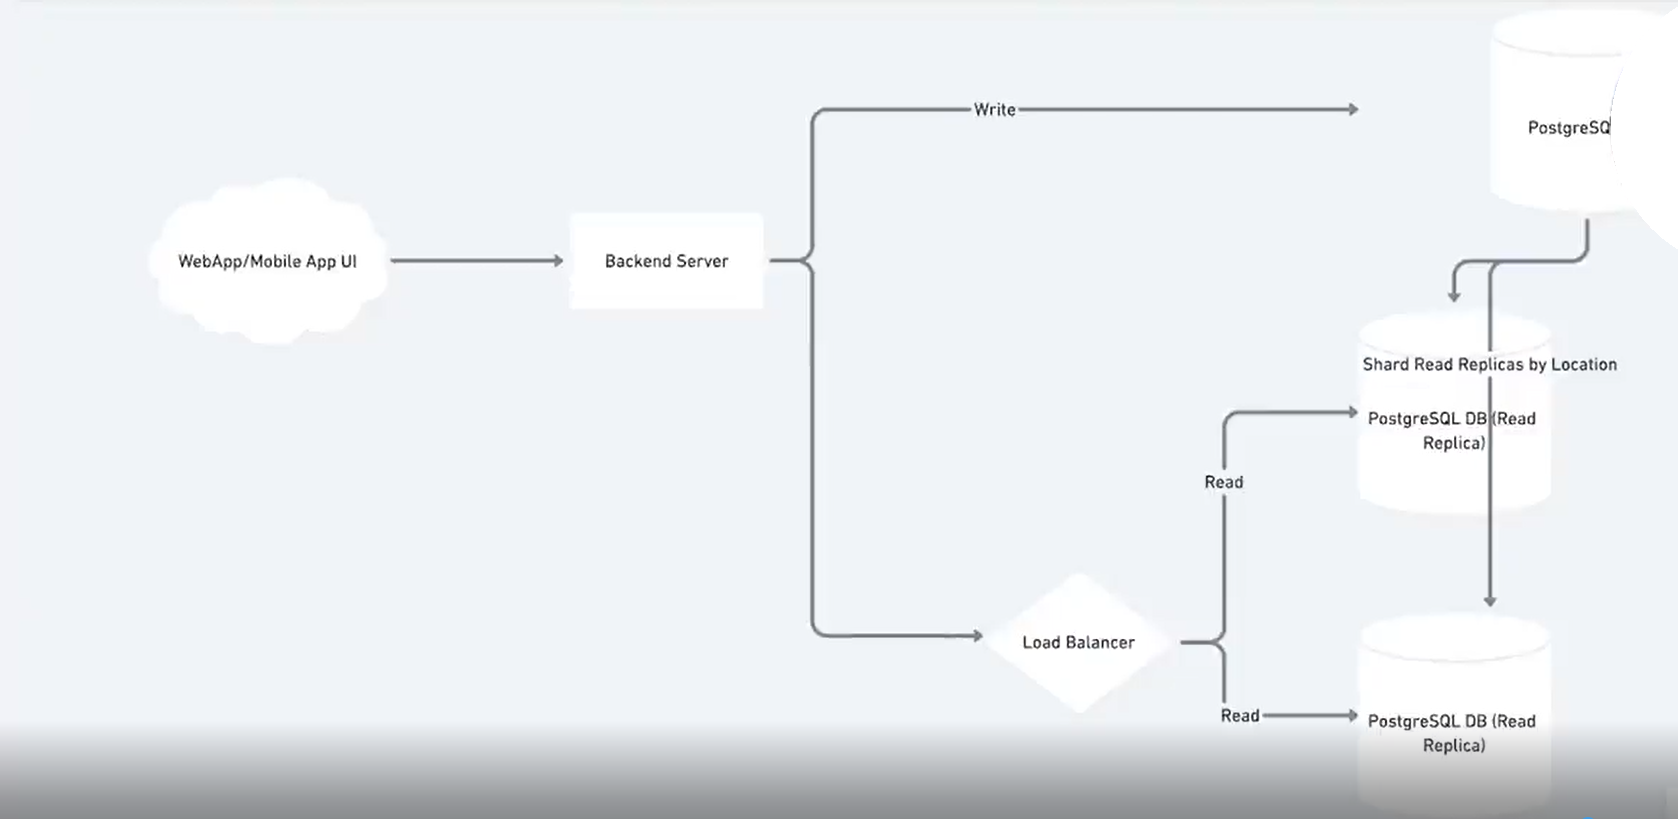 Write
PostgreSQ
WebApp/Mobile App UI
Backend Server
Shard Read Replicas by Location
PostgreSQL DB (Read
Replica)
Read
Load Balancer
Read
PostgreSQL DB (Read
Replica)